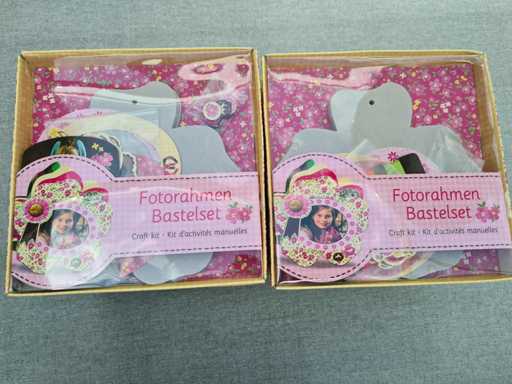 Fotorahmen
Bastelset
Craft kit • Kit d'activités manuelles
Fotorahmen
Bastelset
Craft kit • Kit d'activités manuelles